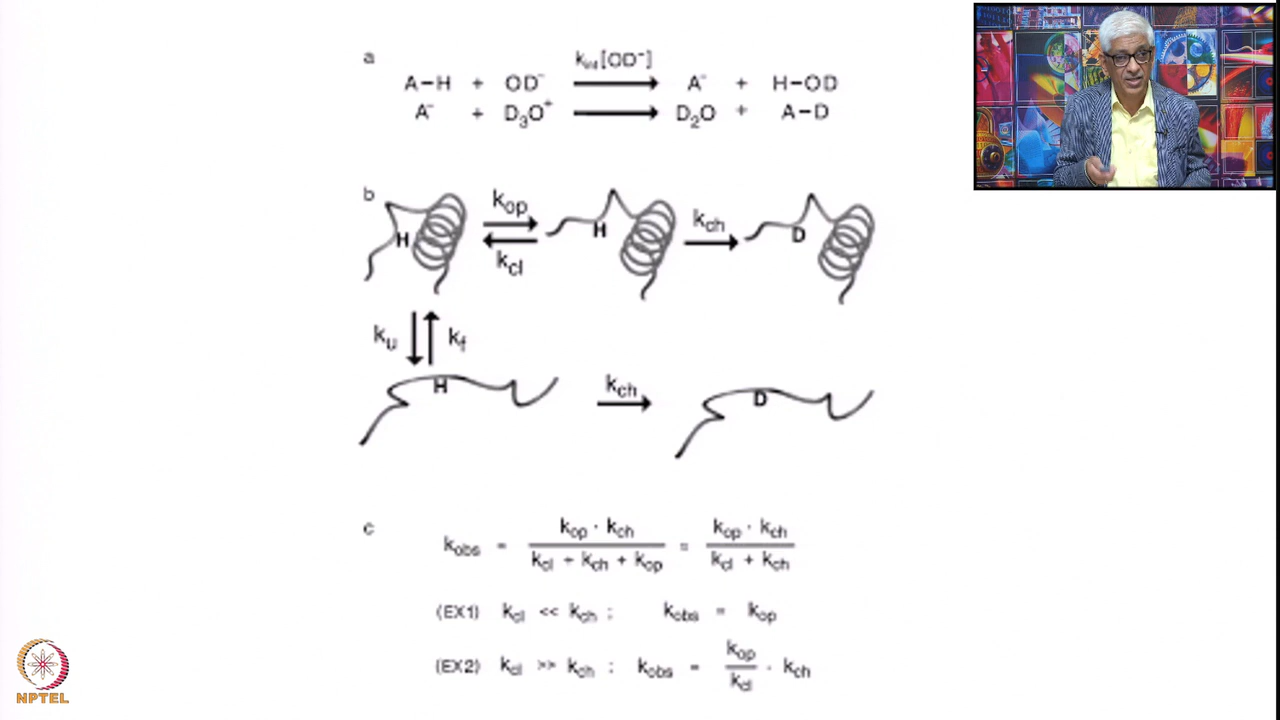 a
k_int[OD⁻]
A–H + OD⁻ → A⁻ + H–OD
A⁻ + D₃O⁺ → D₂O + A–D
b
k_op
k_ch
H H D
k_cl
k_u k_f
H k_ch D
c
k_obs = k_op · k_ch / k_cl + k_ch + k_op = k_op · k_ch / k_cl + k_ch
(EX1) k_cl << k_ch ; k_obs = k_op
(EX2) k_cl >> k_ch ; k_obs = k_op / k_cl · k_ch
NPTEL